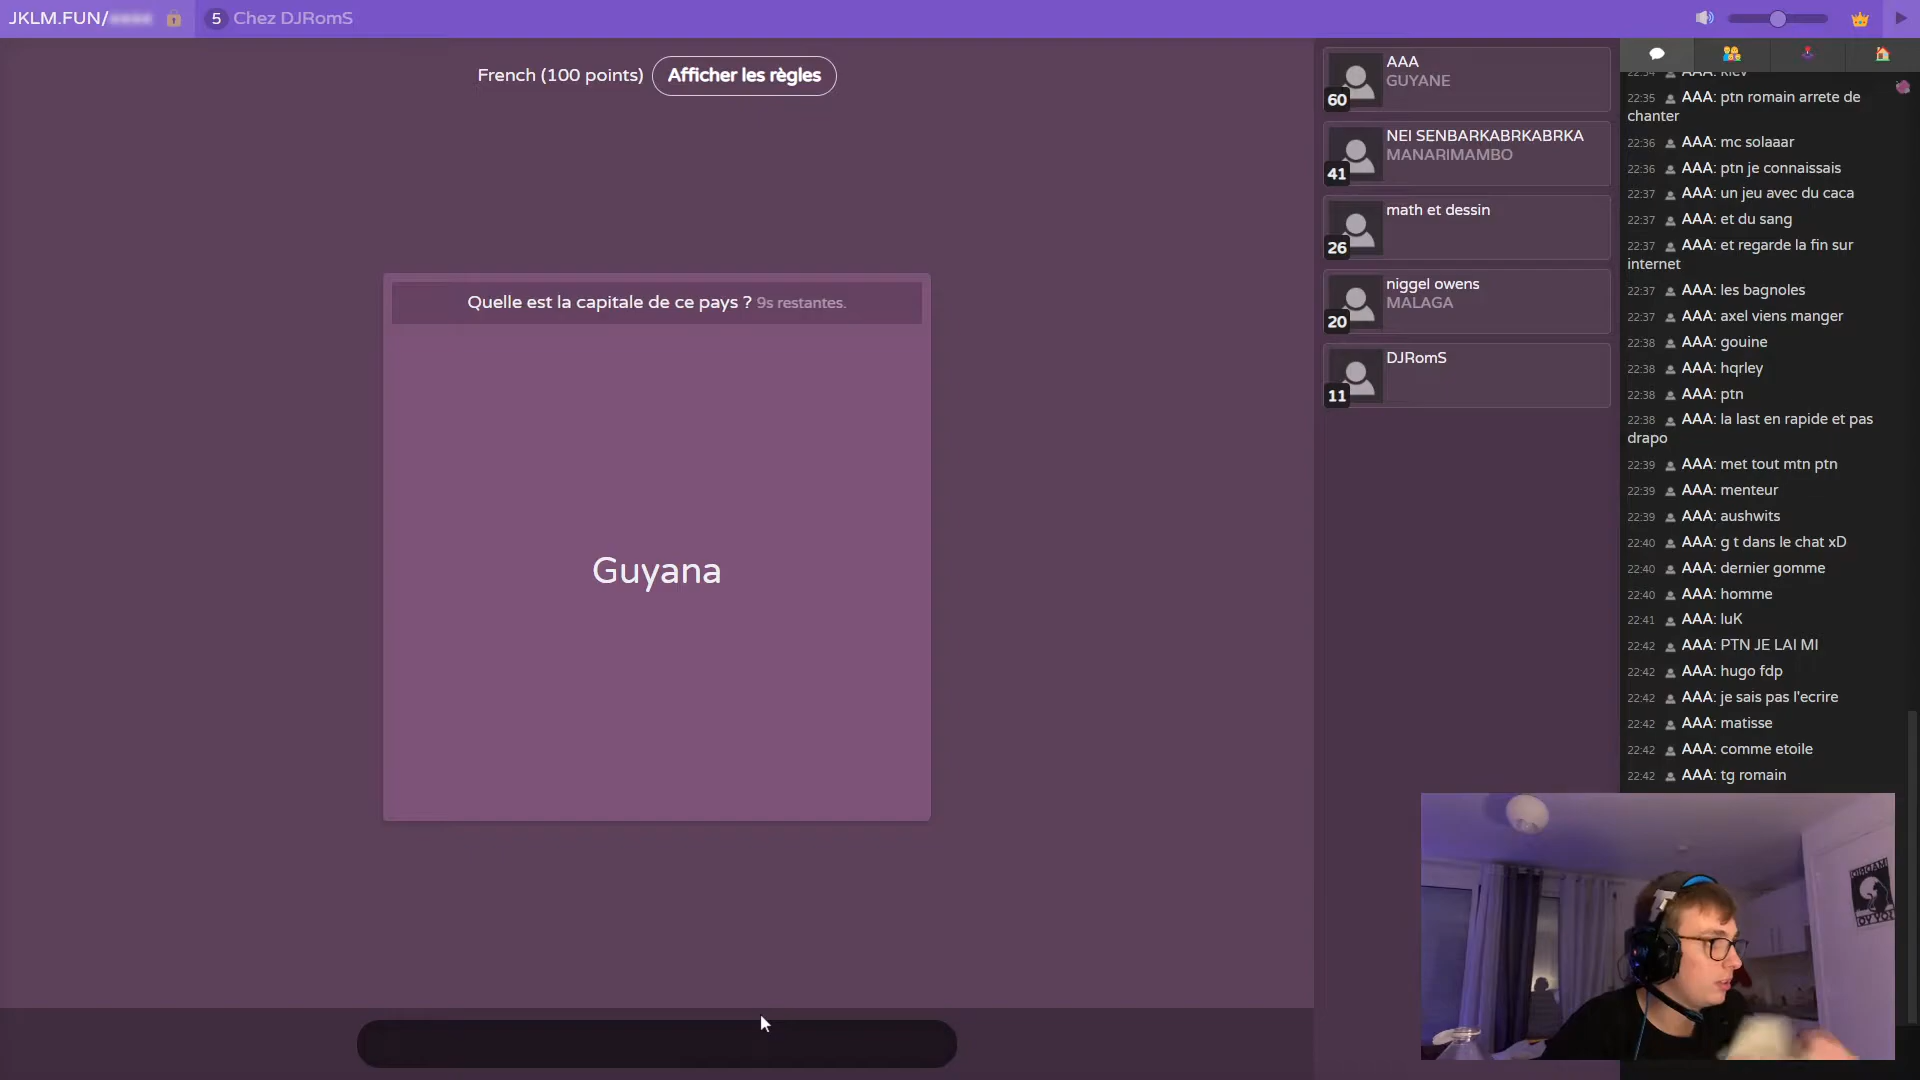 JKLM.FUN/
5 Chez DJRomS
French (100 points) Afficher les règles
Quelle est la capitale de ce pays ? 9s restantes.
Guyana
AAA
GUYANE
60
NEI SENBARKABRKABRKA
MANARIMAMBO
41
math et dessin
26
niggel owens
MALAGA
20
DJRomS
11
22:35 AAA: ptn romain arrete de
chanter
22:36 AAA: mc solaaar
22:36 AAA: ptn je connaissais
22:37 AAA: un jeu avec du caca
22:37 AAA: et du sang
22:37 AAA: et regarde la fin sur
internet
22:37 AAA: les bagnoles
22:37 AAA: axel viens manger
22:38 AAA: gouine
22:38 AAA: hqrley
22:38 AAA: ptn
22:38 AAA: la last en rapide et pas
drapo
22:39 AAA: met tout mtn ptn
22:39 AAA: menteur
22:39 AAA: aushwits
22:40 AAA: g t dans le chat xD
22:40 AAA: dernier gomme
22:40 AAA: homme
22:41 AAA: luK
22:42 AAA: PTN JE LAI MI
22:42 AAA: hugo fdp
22:42 AAA: je sais pas l'ecrire
22:42 AAA: matisse
22:42 AAA: comme etoile
22:42 AAA: tg romain